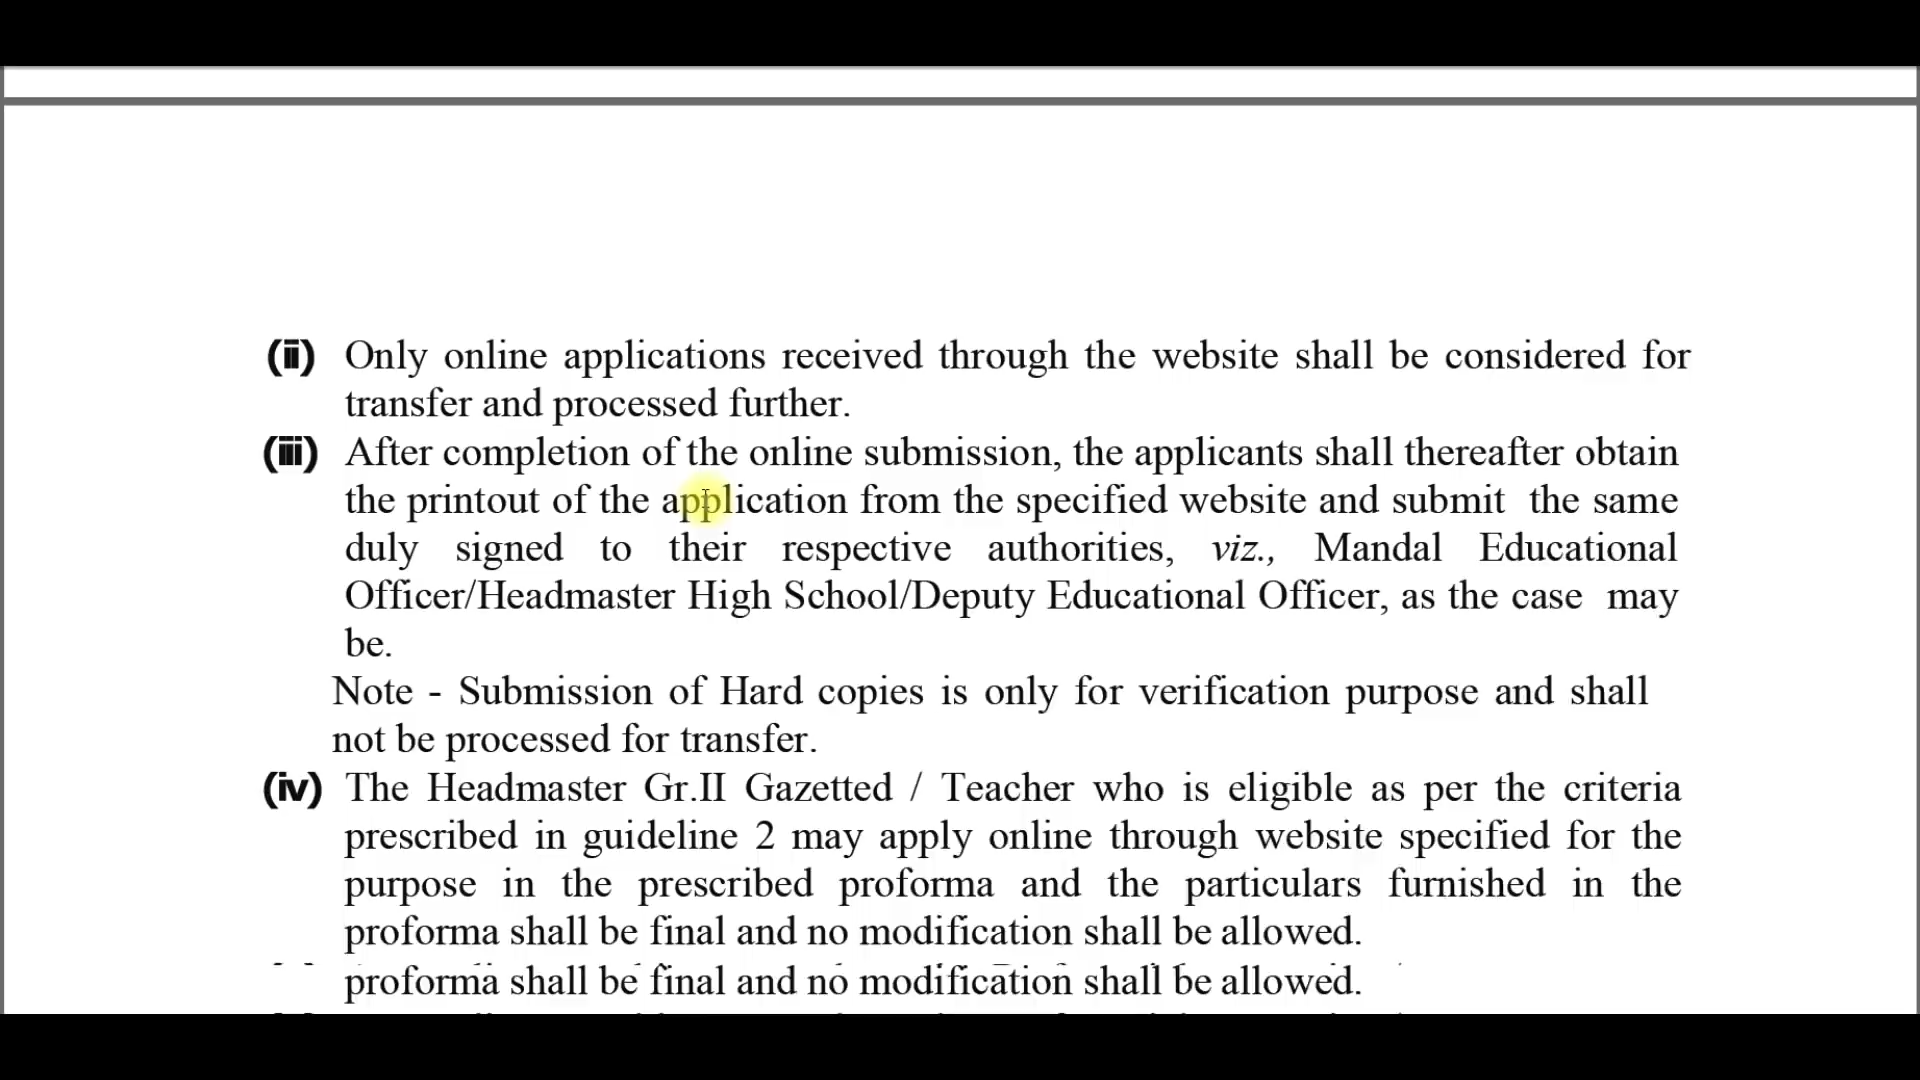 (ii) Only online applications received through the website shall be considered for
transfer and processed further.
(iii) After completion of the online submission, the applicants shall thereafter obtain
the printout of the application from the specified website and submit the same
duly signed to their respective authorities, viz., Mandal Educational
Officer/Headmaster High School/Deputy Educational Officer, as the case may
be.
Note - Submission of Hard copies is only for verification purpose and shall
not be processed for transfer.
(iv) The Headmaster Gr.II Gazetted / Teacher who is eligible as per the criteria
prescribed in guideline 2 may apply online through website specified for the
purpose in the prescribed proforma and the particulars furnished in the
proforma shall be final and no modification shall be allowed.
proforma shall be final and no modification shall be allowed.